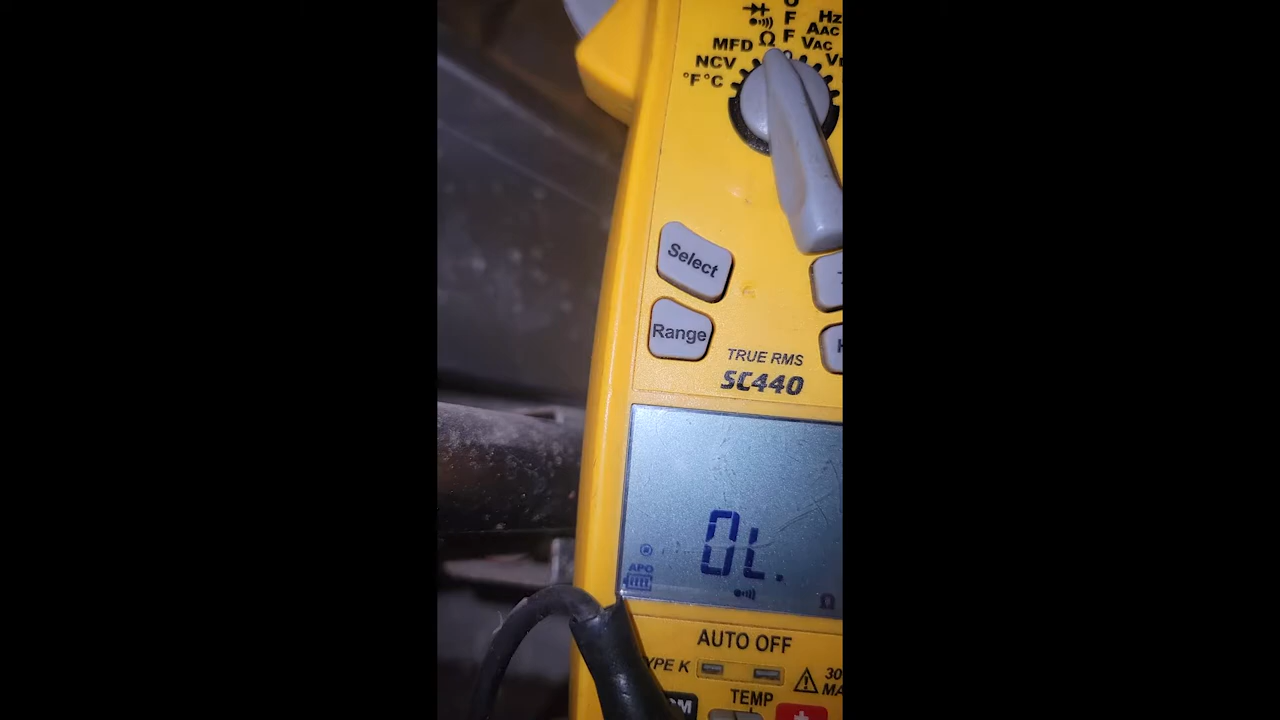 O
F
F
Hz
AAC
VAC
Ω
MFD
NCV
°F°C
Select
Range
TRUE RMS
SC440
OL.
APO
Ω
AUTO OFF
TYPE K
TEMP